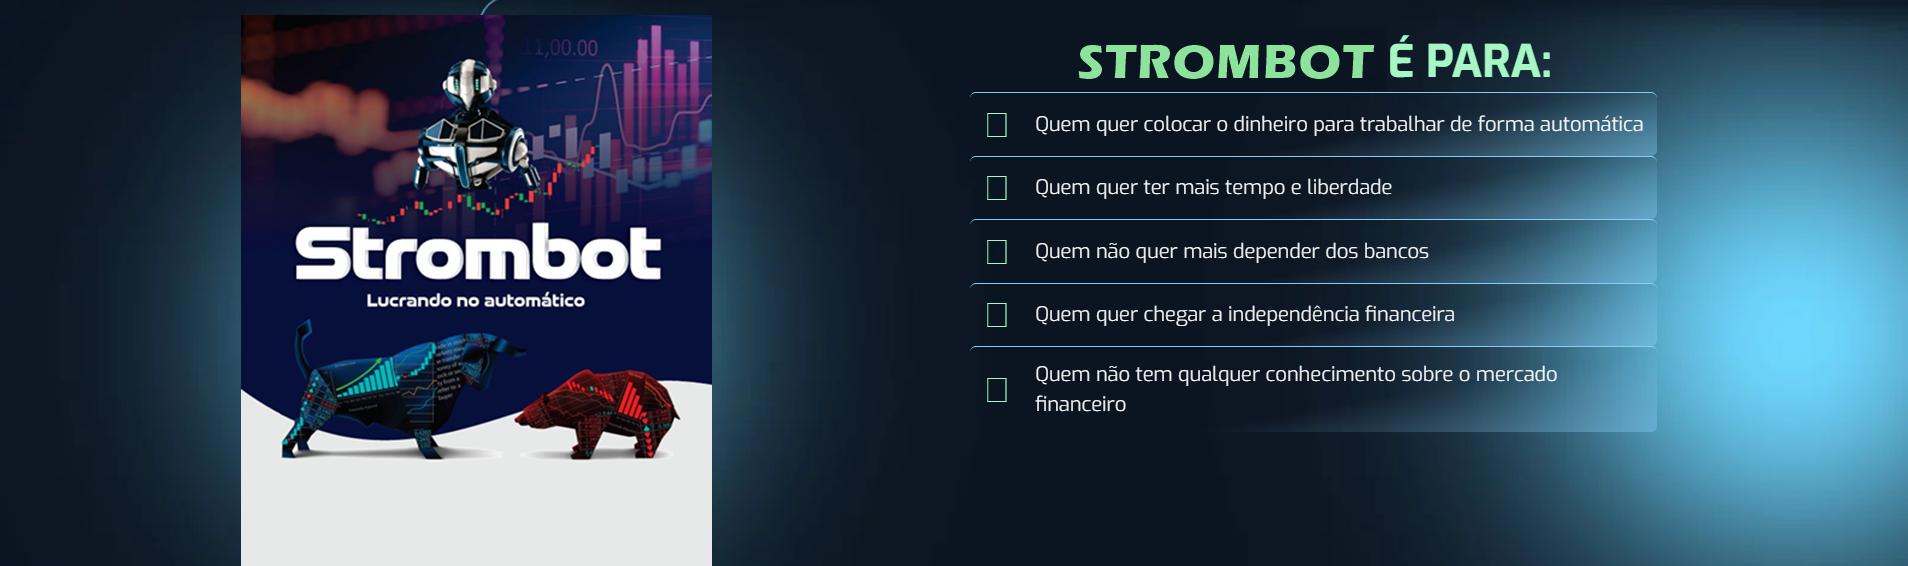 11,00.00
Strombot
Lucrando no automático
STROMBOT É PARA:
Quem quer colocar o dinheiro para trabalhar de forma automática
Quem quer ter mais tempo e liberdade
Quem não quer mais depender dos bancos
Quem quer chegar a independência financeira
Quem não tem qualquer conhecimento sobre o mercado
financeiro